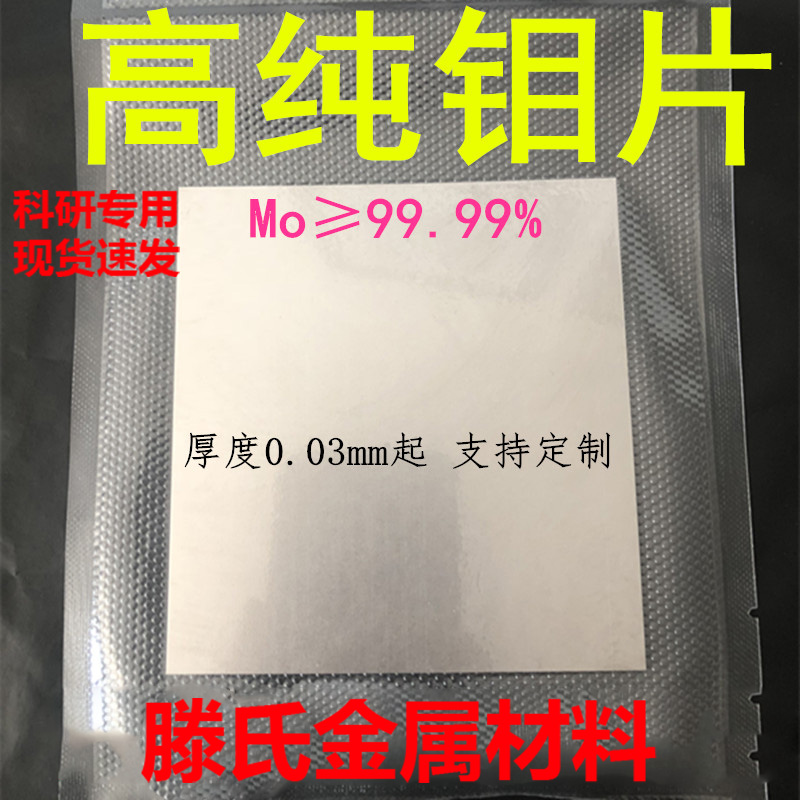 高纯钼片
科研专用
现货速发
Mo≥99.99%
厚度0.03mm起 支持定制
滕氏金属材料